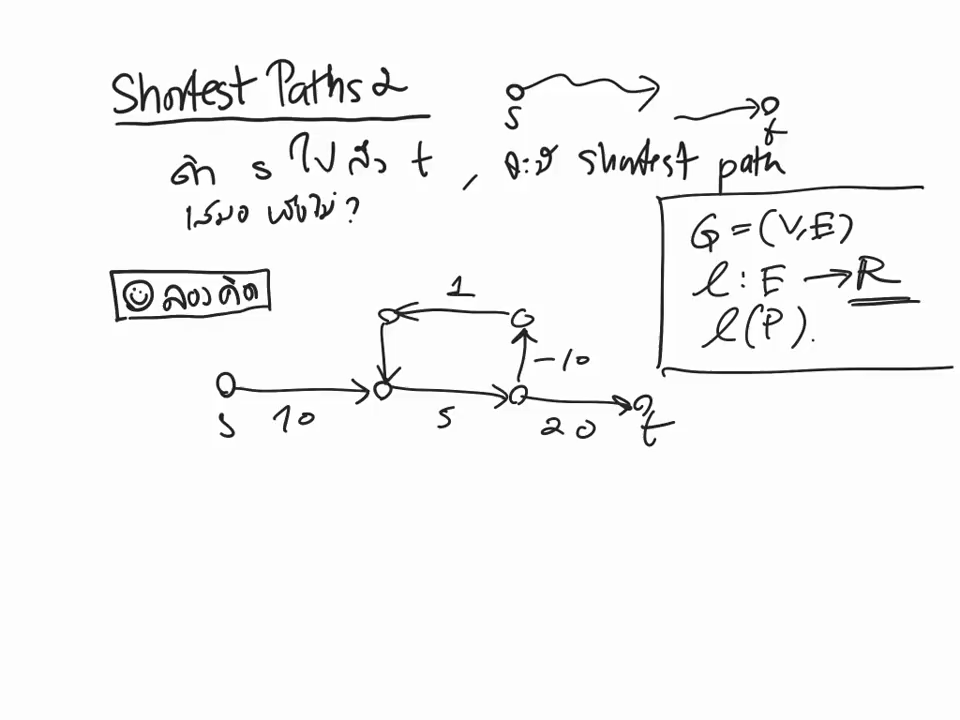 Shortest Paths 2
s
t
ถ้า s ไปถึง t , จะมี shortest path
เสมอ หรือไม่?
G = (V, E)
l : E → R
l(P).
☺ ลองคิด
1
-10
s 10 5 20 t